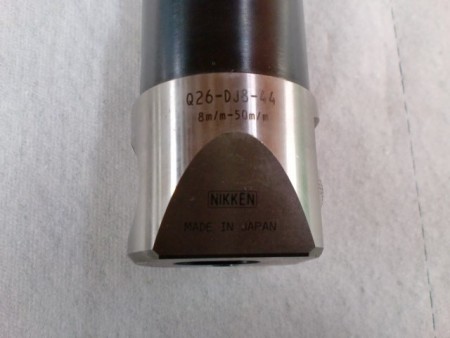 Q26-DJ8-44
8m/m-50m/m
NIKKEN
MADE IN JAPAN